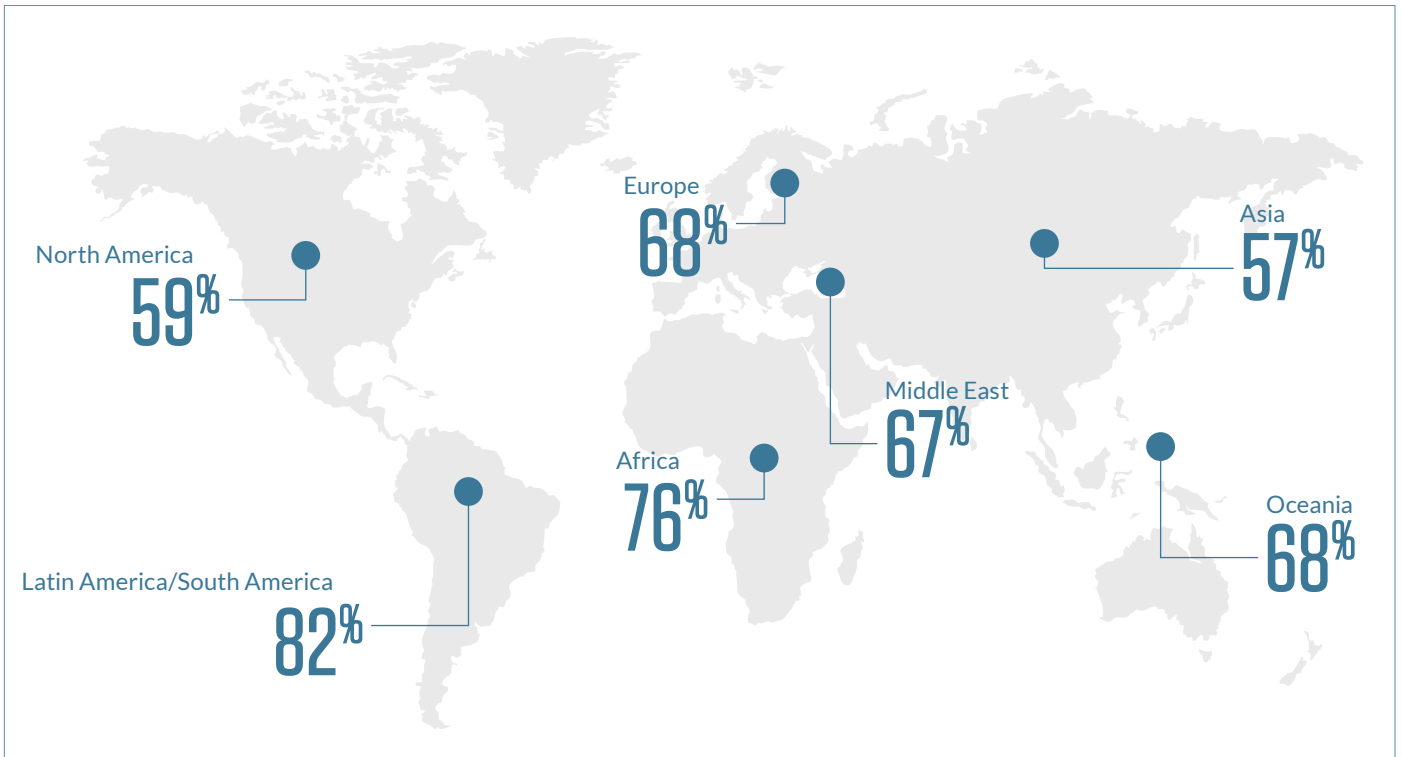 Europe
68%
Asia
57%
North America
59%
Middle East
67%
Africa
76%
Oceania
68%
Latin America/South America
82%